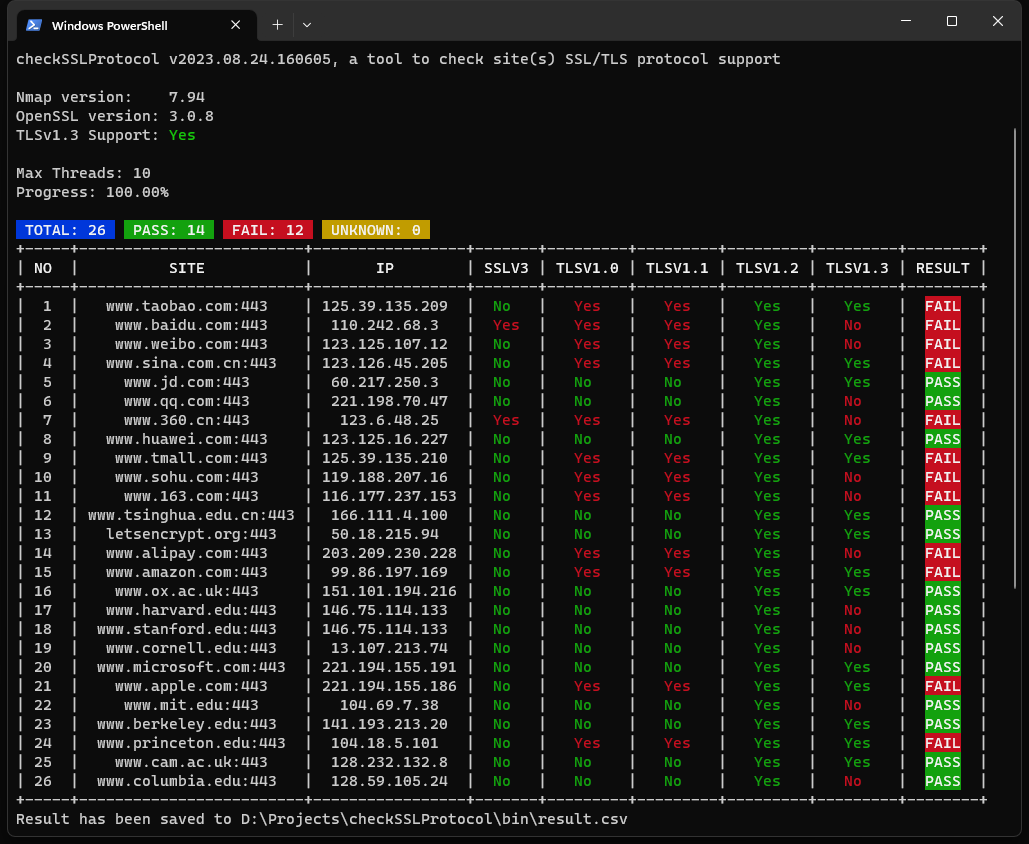 Windows PowerShell
checkSSLProtocol v2023.08.24.160605, a tool to check site(s) SSL/TLS protocol support
Nmap version: 7.94
OpenSSL version: 3.0.8
TLSv1.3 Support: Yes
Max Threads: 10
Progress: 100.00%
TOTAL: 26 PASS: 14 FAIL: 12 UNKNOWN: 0
+-----+-------------------------+-----------------+-------+---------+---------+---------+---------+--------+
| NO | SITE | IP | SSLV3 | TLSV1.0 | TLSV1.1 | TLSV1.2 | TLSV1.3 | RESULT |
+-----+-------------------------+-----------------+-------+---------+---------+---------+---------+--------+
| 1 | www.taobao.com:443 | 125.39.135.209 | No | Yes | Yes | Yes | Yes | FAIL |
| 2 | www.baidu.com:443 | 110.242.68.3 | Yes | Yes | Yes | Yes | No | FAIL |
| 3 | www.weibo.com:443 | 123.125.107.12 | No | Yes | Yes | Yes | No | FAIL |
| 4 | www.sina.com.cn:443 | 123.126.45.205 | No | Yes | Yes | Yes | Yes | FAIL |
| 5 | www.jd.com:443 | 60.217.250.3 | No | No | No | Yes | Yes | PASS |
| 6 | www.qq.com:443 | 221.198.70.47 | No | No | No | Yes | No | PASS |
| 7 | www.360.cn:443 | 123.6.48.25 | Yes | Yes | Yes | Yes | No | FAIL |
| 8 | www.huawei.com:443 | 123.125.16.227 | No | No | No | Yes | Yes | PASS |
| 9 | www.tmall.com:443 | 125.39.135.210 | No | Yes | Yes | Yes | Yes | FAIL |
| 10 | www.sohu.com:443 | 119.188.207.16 | No | Yes | Yes | Yes | No | FAIL |
| 11 | www.163.com:443 | 116.177.237.153 | No | Yes | Yes | Yes | No | FAIL |
| 12 | www.tsinghua.edu.cn:443 | 166.111.4.100 | No | No | No | Yes | Yes | PASS |
| 13 | letsencrypt.org:443 | 50.18.215.94 | No | No | No | Yes | Yes | PASS |
| 14 | www.alipay.com:443 | 203.209.230.228 | No | Yes | Yes | Yes | No | FAIL |
| 15 | www.amazon.com:443 | 99.86.197.169 | No | Yes | Yes | Yes | Yes | FAIL |
| 16 | www.ox.ac.uk:443 | 151.101.194.216 | No | No | No | Yes | Yes | PASS |
| 17 | www.harvard.edu:443 | 146.75.114.133 | No | No | No | Yes | No | PASS |
| 18 | www.stanford.edu:443 | 146.75.114.133 | No | No | No | Yes | No | PASS |
| 19 | www.cornell.edu:443 | 13.107.213.74 | No | No | No | Yes | No | PASS |
| 20 | www.microsoft.com:443 | 221.194.155.191 | No | No | No | Yes | Yes | PASS |
| 21 | www.apple.com:443 | 221.194.155.186 | No | Yes | Yes | Yes | Yes | FAIL |
| 22 | www.mit.edu:443 | 104.69.7.38 | No | No | No | Yes | No | PASS |
| 23 | www.berkeley.edu:443 | 141.193.213.20 | No | No | No | Yes | Yes | PASS |
| 24 | www.princeton.edu:443 | 104.18.5.101 | No | Yes | Yes | Yes | Yes | FAIL |
| 25 | www.cam.ac.uk:443 | 128.232.132.8 | No | No | No | Yes | Yes | PASS |
| 26 | www.columbia.edu:443 | 128.59.105.24 | No | No | No | Yes | No | PASS |
+-----+-------------------------+-----------------+-------+---------+---------+---------+---------+--------+
Result has been saved to D:\Projects\checkSSLProtocol\bin\result.csv